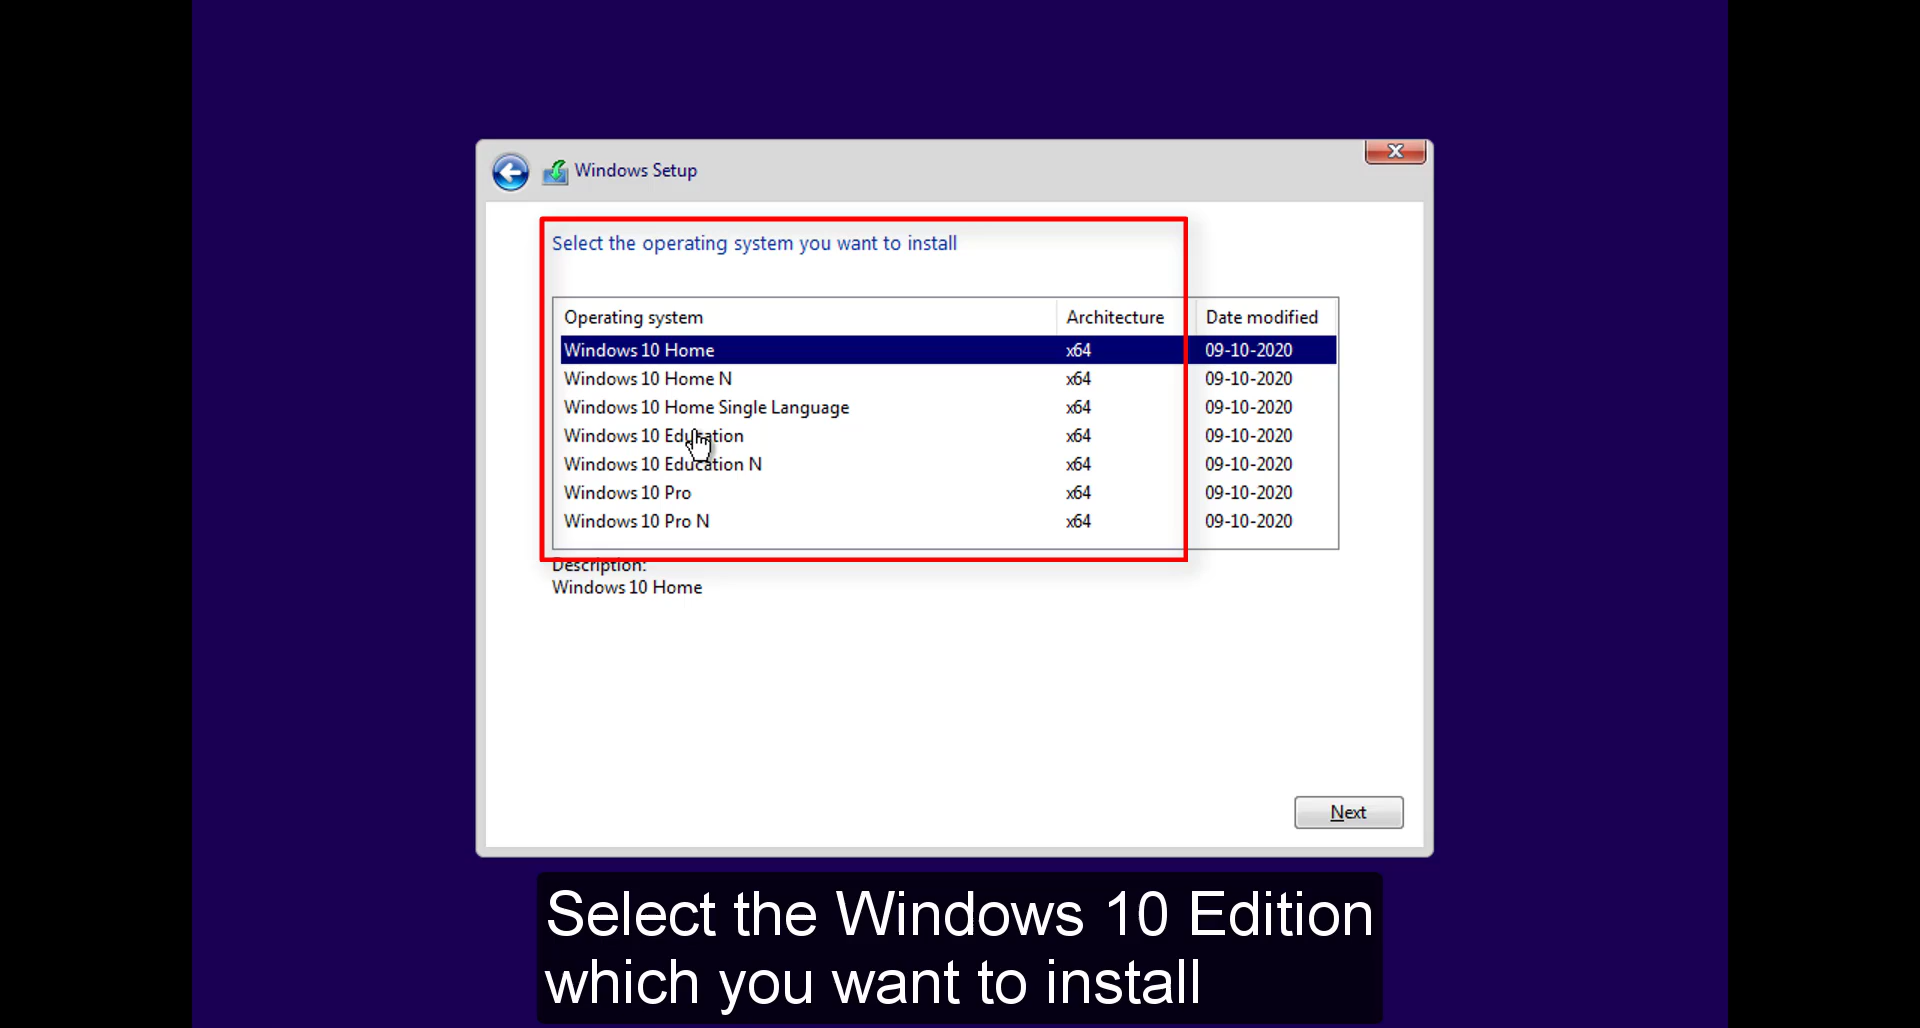 Windows Setup
Select the operating system you want to install
Operating system Architecture Date modified
Windows 10 Home x64 09-10-2020
Windows 10 Home N x64 09-10-2020
Windows 10 Home Single Language x64 09-10-2020
Windows 10 Education x64 09-10-2020
Windows 10 Education N x64 09-10-2020
Windows 10 Pro x64 09-10-2020
Windows 10 Pro N x64 09-10-2020
Description:
Windows 10 Home
Next
Select the Windows 10 Edition
which you want to install